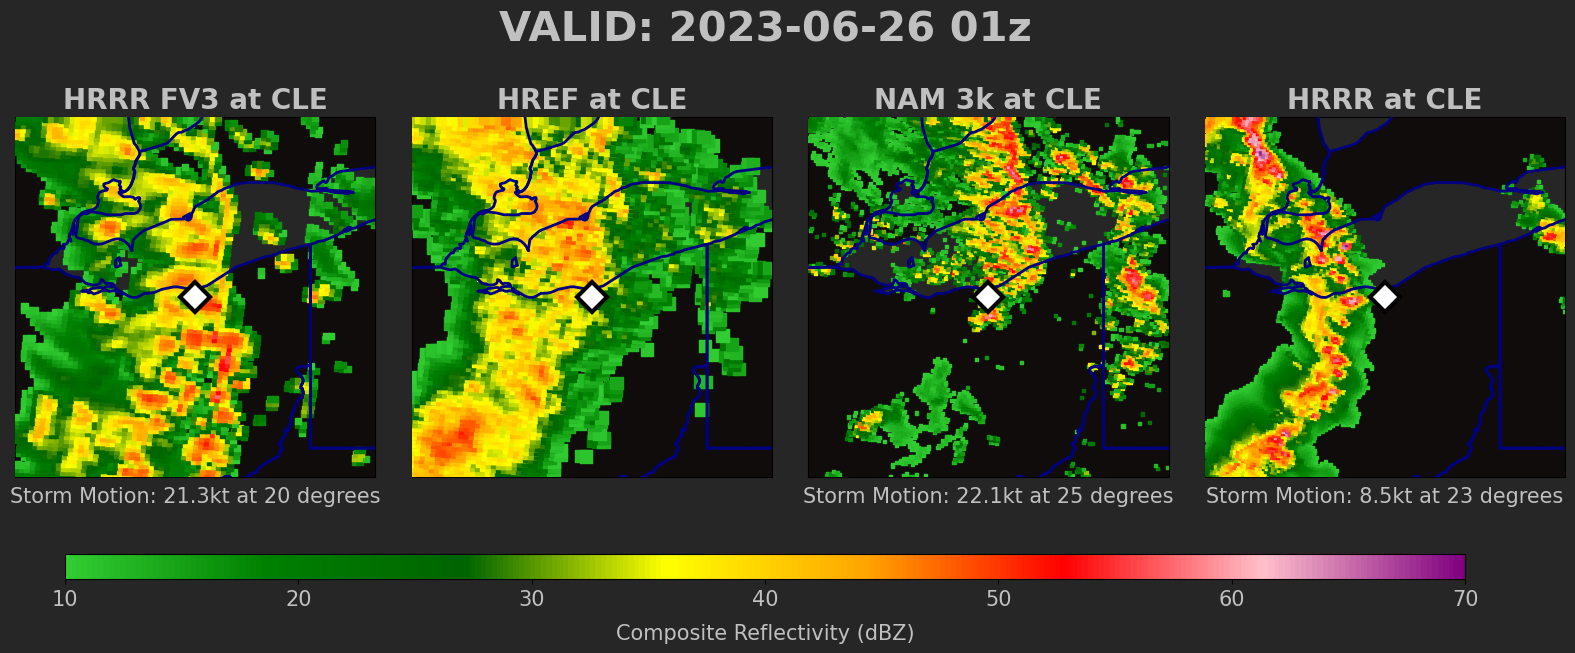 VALID: 2023-06-26 01z
HRRR FV3 at CLE
HREF at CLE
NAM 3k at CLE
HRRR at CLE
Storm Motion: 21.3kt at 20 degrees
Storm Motion: 22.1kt at 25 degrees
Storm Motion: 8.5kt at 23 degrees
10 20 30 40 50 60 70
Composite Reflectivity (dBZ)